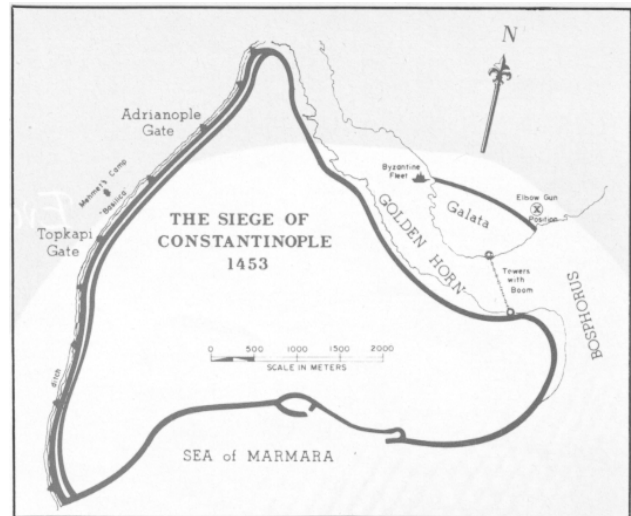 N
Adrianople
Gate
Mehmet's Camp
"Basilica"
Topkapi
Gate
ditch
THE SIEGE OF
CONSTANTINOPLE
1453
Byzantine
Fleet
Galata
Elbow Gun
Position
GOLDEN HORN
Towers
with
Boom
BOSPHORUS
0 500 1000 1500 2000
SCALE IN METERS
SEA of MARMARA